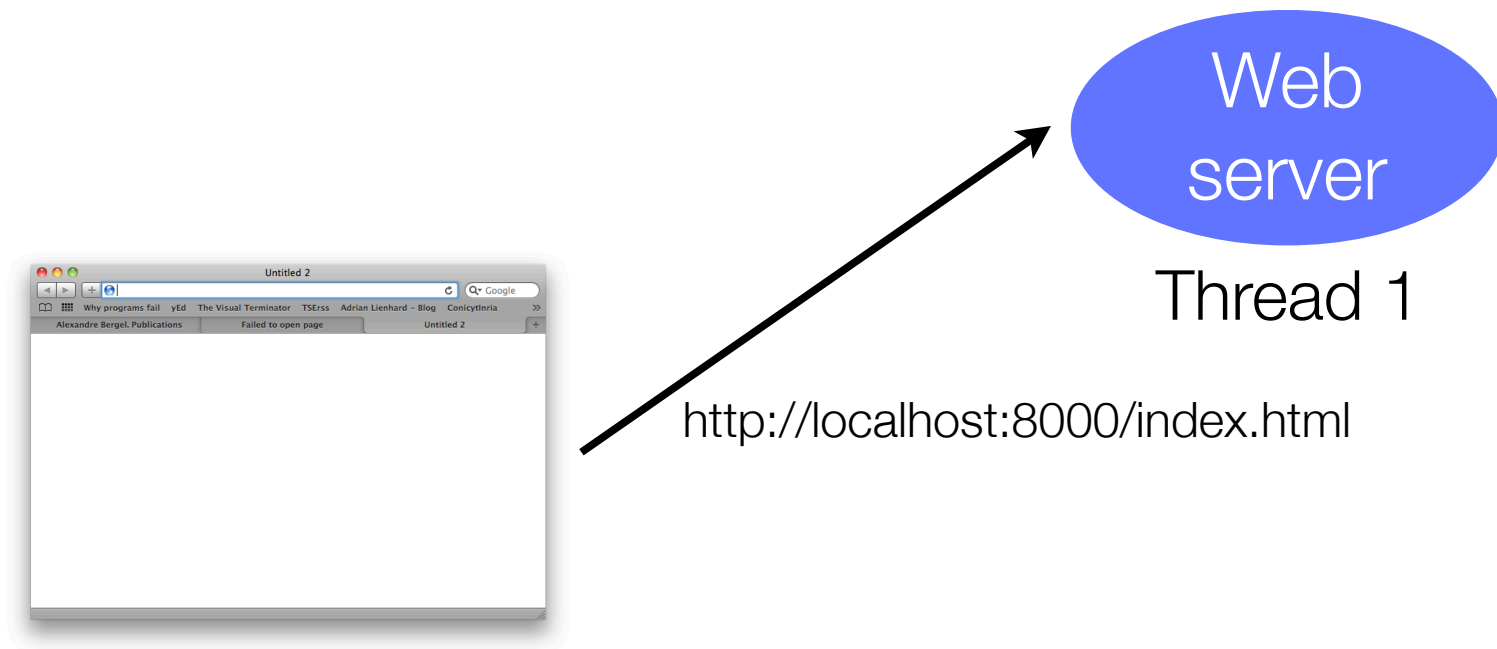 Web
server
Thread 1
http://localhost:8000/index.html
Untitled 2
Google
Why programs fail yEd The Visual Terminator TSErss Adrian Lienhard – Blog ConicytInria »
Alexandre Bergel. Publications Failed to open page Untitled 2 +